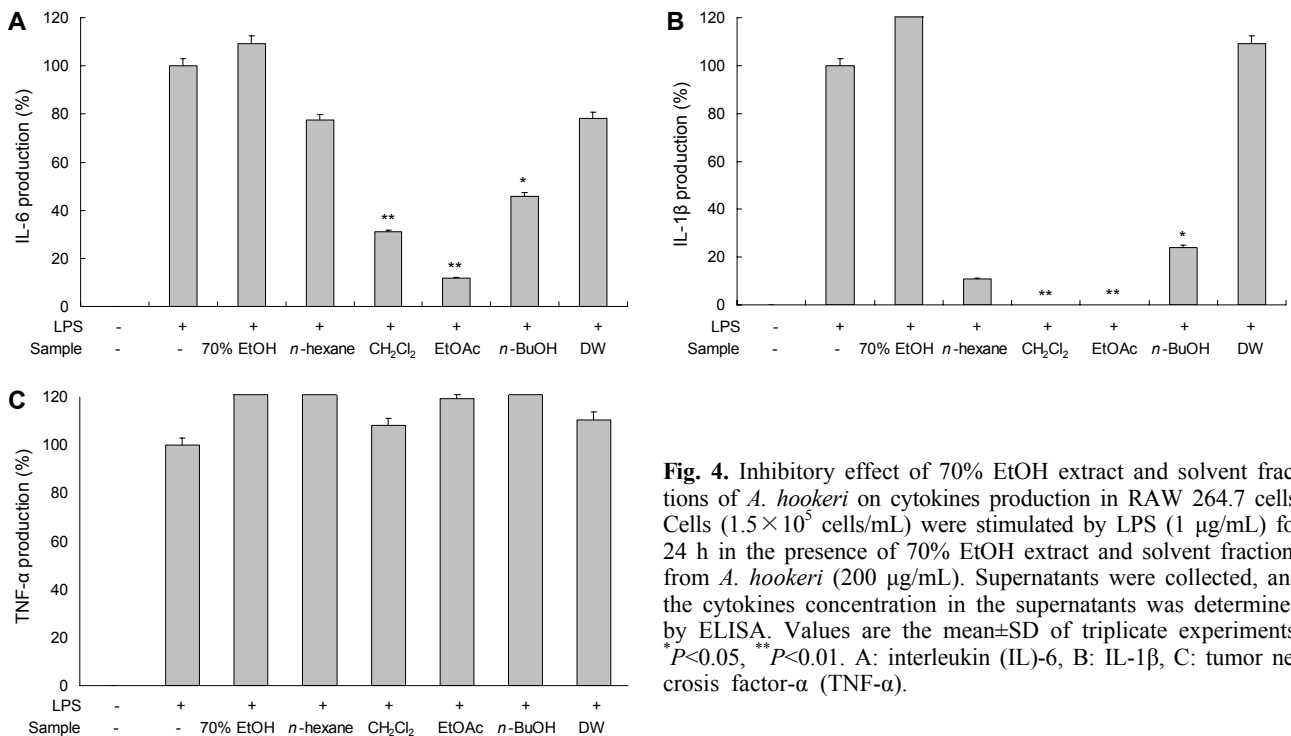 A
IL-6 production (%)
120
100
80
60
40
20
0
LPS - + + + + + + +
Sample - - 70% EtOH n-hexane CH₂Cl₂ EtOAc n-BuOH DW
**
**
*
B
IL-1β production (%)
120
100
80
60
40
20
0
** ** *
LPS - + + + + + + +
Sample - - 70% EtOH n-hexane CH₂Cl₂ EtOAc n-BuOH DW
C
TNF-α production (%)
120
100
80
60
40
20
0
LPS - + + + + + + +
Sample - - 70% EtOH n-hexane CH₂Cl₂ EtOAc n-BuOH DW
Fig. 4. Inhibitory effect of 70% EtOH extract and solvent frac
tions of A. hookeri on cytokines production in RAW 264.7 cells
Cells (1.5×10⁵ cells/mL) were stimulated by LPS (1 μg/mL) fo
24 h in the presence of 70% EtOH extract and solvent fraction
from A. hookeri (200 μg/mL). Supernatants were collected, an
the cytokines concentration in the supernatants was determine
by ELISA. Values are the mean±SD of triplicate experiments
*P<0.05, **P<0.01. A: interleukin (IL)-6, B: IL-1β, C: tumor ne
crosis factor-α (TNF-α).